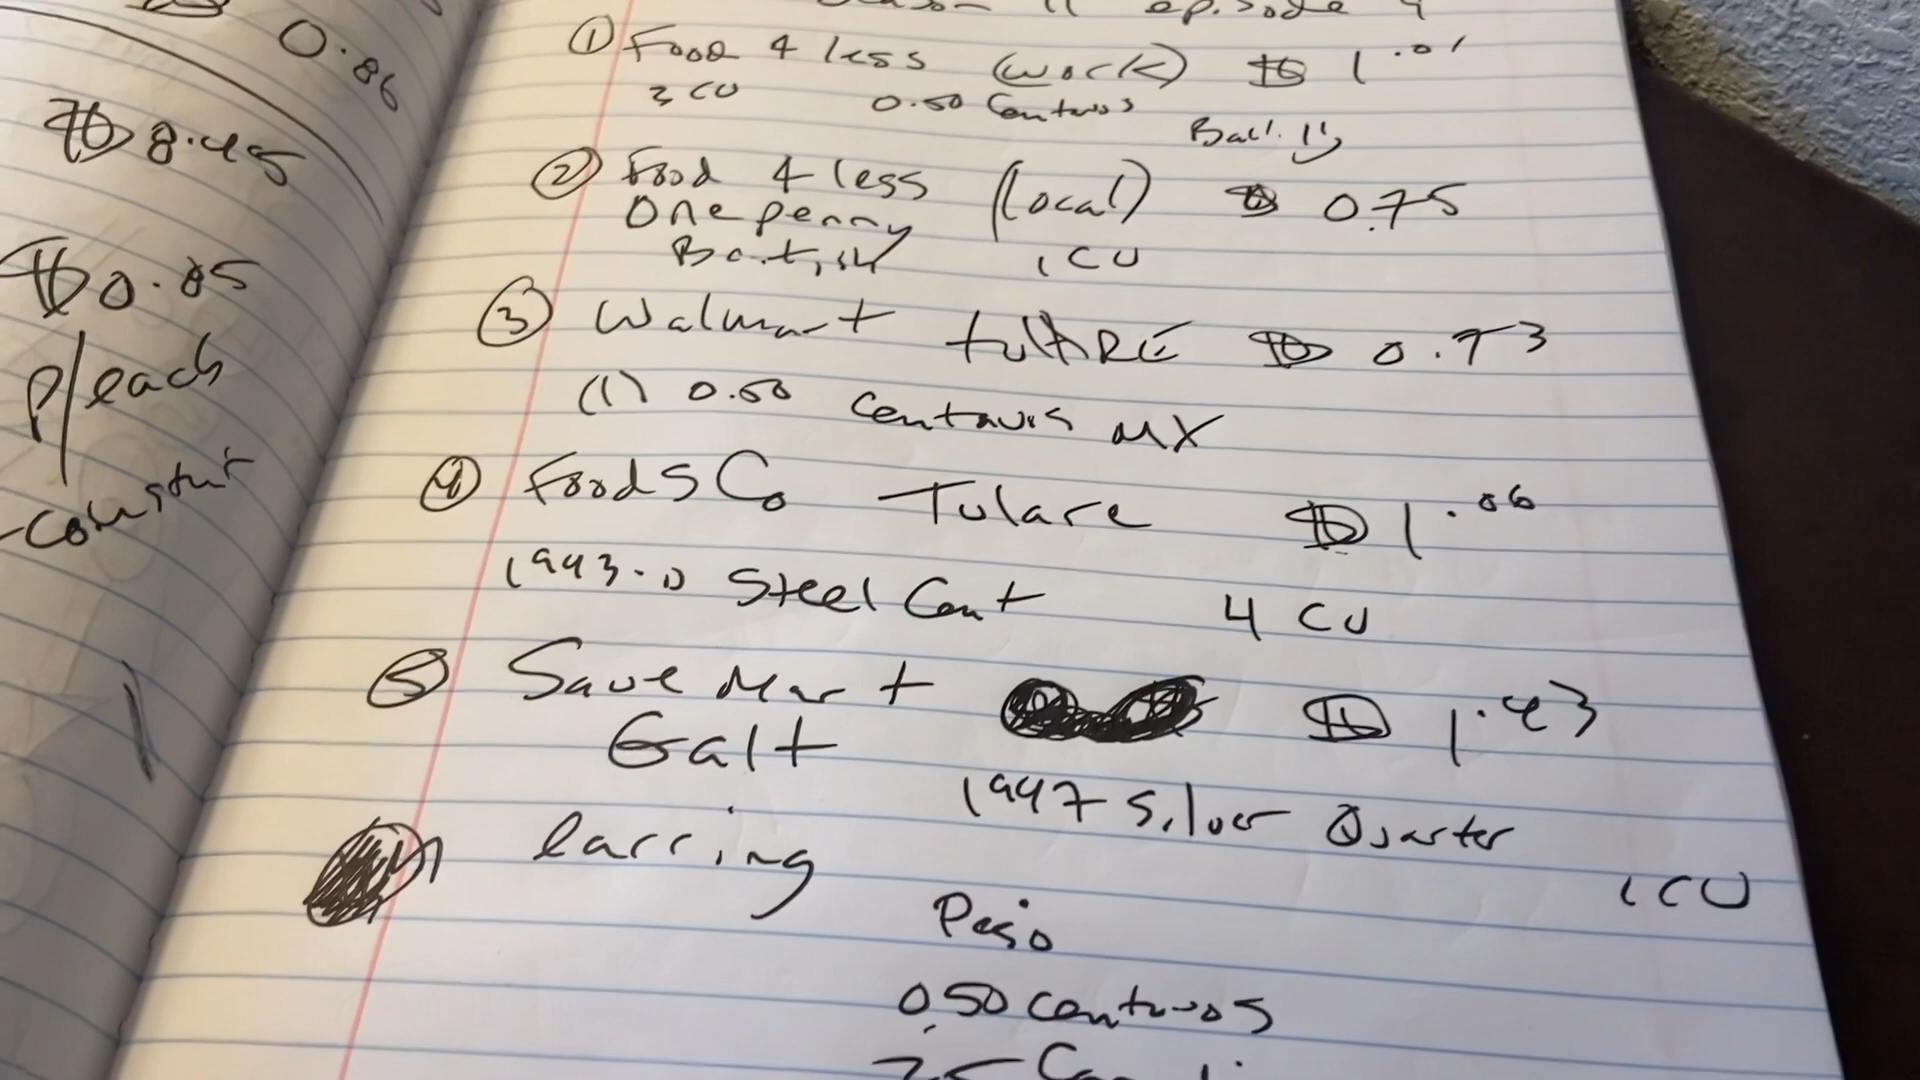 0.86
$8.45
$0.85
P/each
episode 4
① Food 4 less (work) $1.01
3 CU 0.50 Centavos
② Food 4 less (local) $0.75
One penny
1 CU
③ Walmart tulARE $0.73
(1) 0.50 Centavos MX
④ FoodsCo Tulare $1.06
1943-D Steel Cent 4 CU
⑤ Save Mart $1.43
Galt
1947 Silver Quarter
earring
1 CU
Peso
0.50 centavos